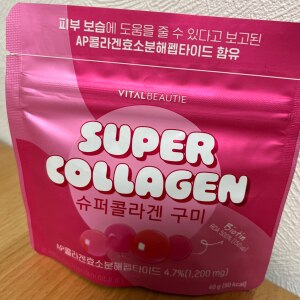 피부 보습에 도움을 줄 수 있다고 보고된
AP콜라겐효소분해펩타이드 함유
VITALBEAUTIE
SUPER
COLLAGEN
슈퍼콜라겐 구미
Biotin
AP콜라겐효소분해펩타이드 4.7%(1,200 mg)